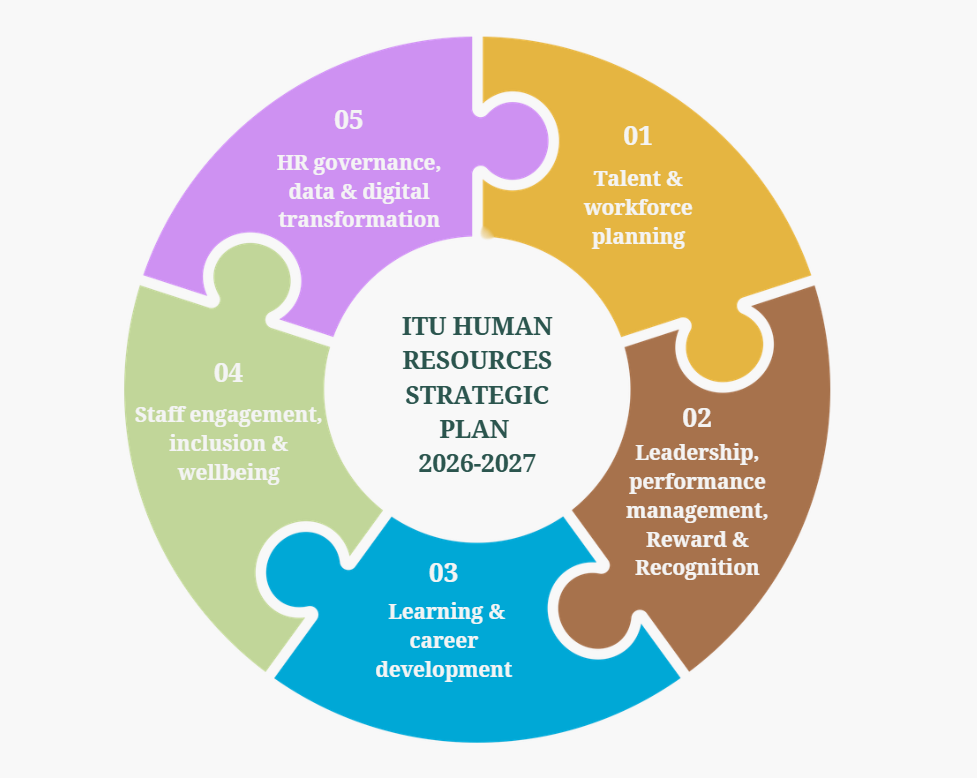 ITU HUMAN
RESOURCES
STRATEGIC
PLAN
2026-2027
01
Talent &
workforce
planning
02
Leadership,
performance
management,
Reward &
Recognition
03
Learning &
career
development
04
Staff engagement,
inclusion &
wellbeing
05
HR governance,
data & digital
transformation